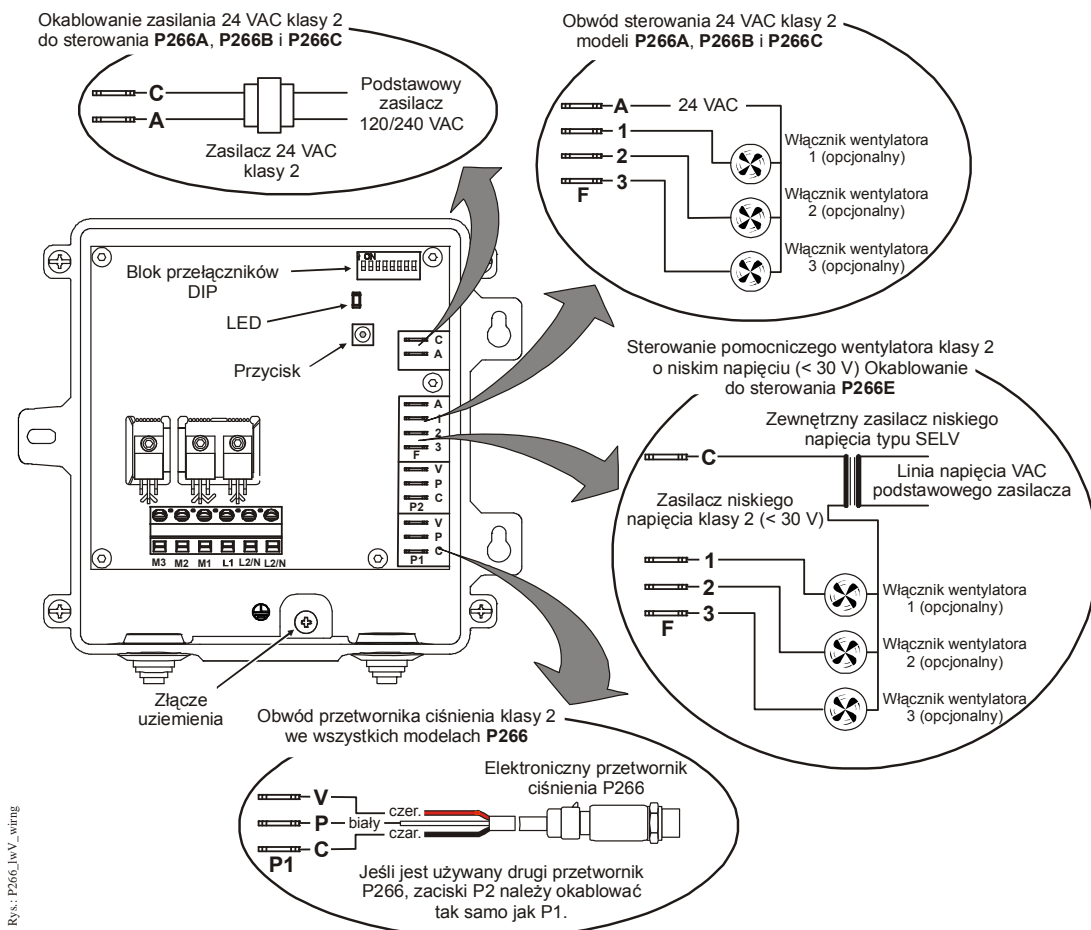 Okablowanie zasilania 24 VAC klasy 2
do sterowania P266A, P266B i P266C
C
A
Podstawowy
zasilacz
120/240 VAC
Zasilacz 24 VAC
klasy 2
Obwód sterowania 24 VAC klasy 2
modeli P266A, P266B i P266C
A
24 VAC
1
2
3
F
Włącznik wentylatora
1 (opcjonalny)
Włącznik wentylatora
2 (opcjonalny)
Włącznik wentylatora
3 (opcjonalny)
Blok przełączników
DIP
ON
LED
Przycisk
C
A
A
1
2
3
F
V
P
C
P2
V
P
C
P1
M3 M2 M1 L1 L2/N L2/N
Złącze
uziemienia
Sterowanie pomocniczego wentylatora klasy 2
o niskim napięciu (< 30 V) Okablowanie
do sterowania P266E
Zewnętrzny zasilacz niskiego
napięcia typu SELV
C
Linia napięcia VAC
podstawowego zasilacza
Zasilacz niskiego
napięcia klasy 2 (< 30 V)
1
2
3
F
Włącznik wentylatora
1 (opcjonalny)
Włącznik wentylatora
2 (opcjonalny)
Włącznik wentylatora
3 (opcjonalny)
Obwód przetwornika ciśnienia klasy 2
we wszystkich modelach P266
Elektroniczny przetwornik
ciśnienia P266
V
czer.
P
biały
czar.
C
P1
Jeśli jest używany drugi przetwornik
P266, zaciski P2 należy okablować
tak samo jak P1.
Rys.: P266_lwV_wirng